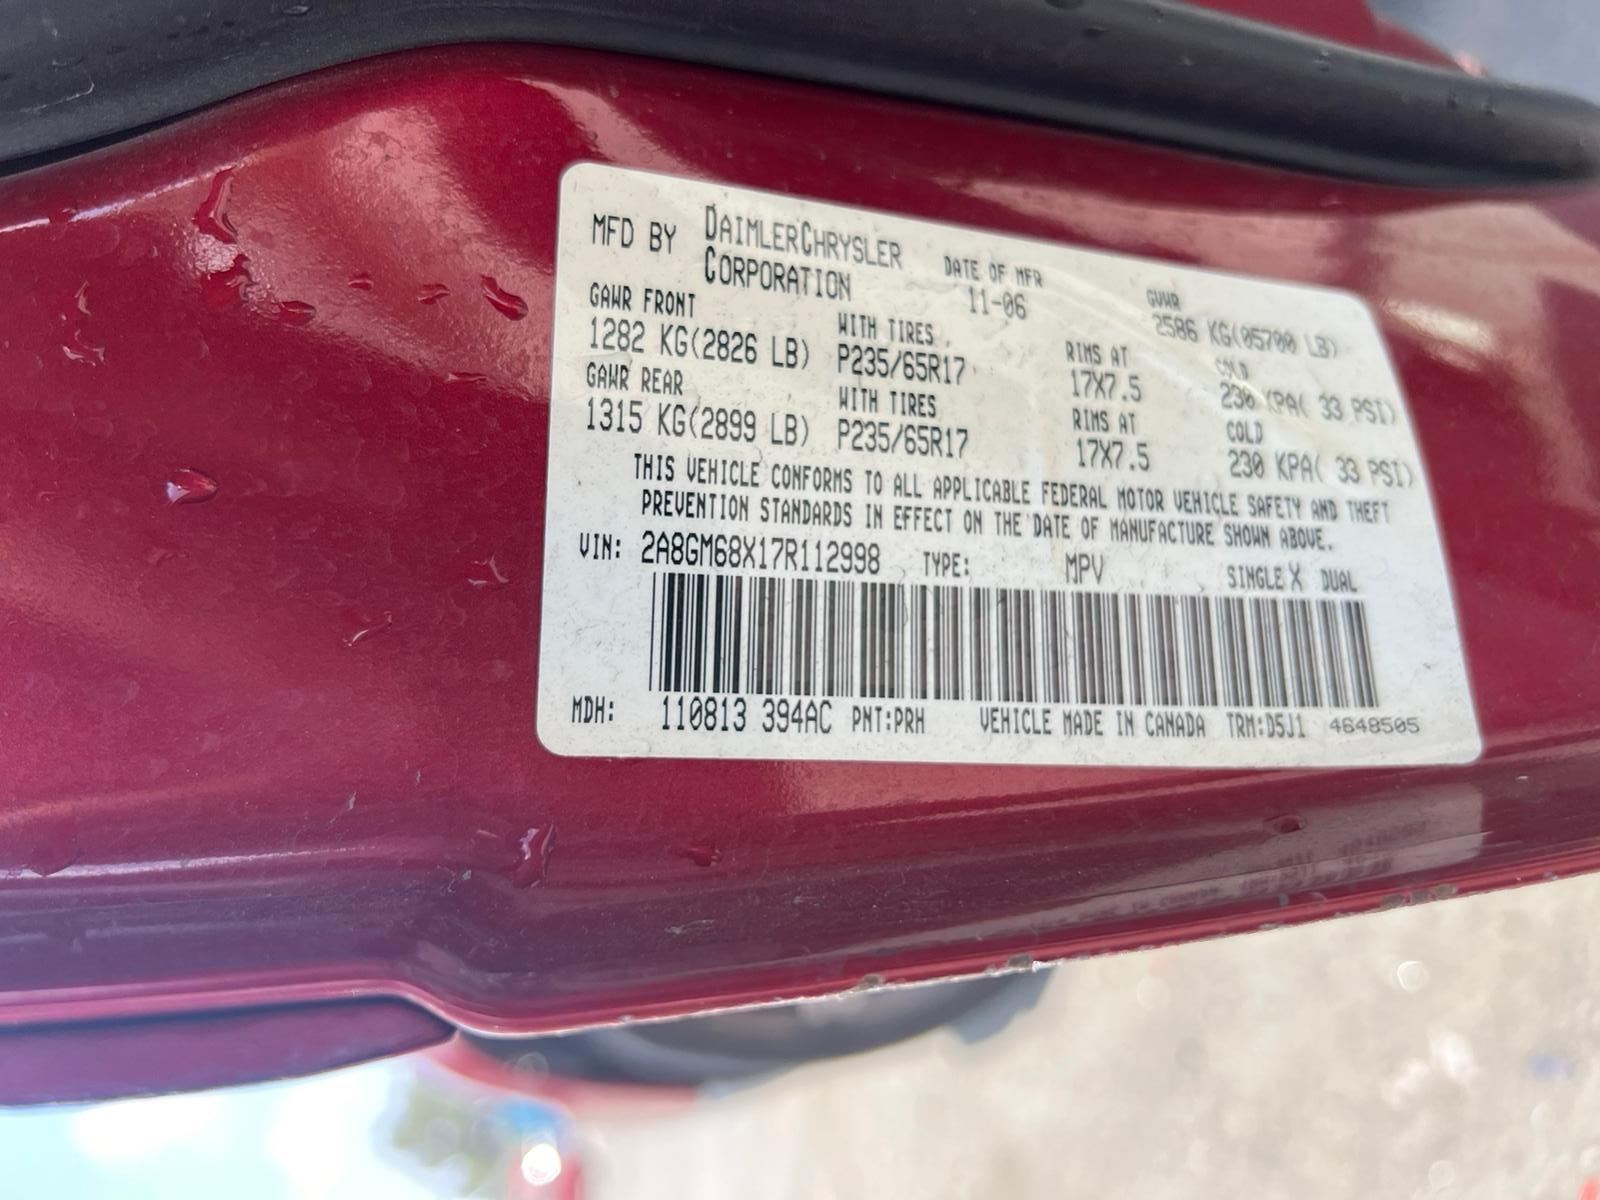 MFD BY DAIMLERCHRYSLER CORPORATION
DATE OF MFR 11-06
GVWR 2586 KG(05700 LB)
GAWR FRONT WITH TIRES RIMS AT COLD
1282 KG(2826 LB) P235/65R17 17X7.5 230 KPA( 33 PSI)
GAWR REAR WITH TIRES RIMS AT COLD
1315 KG(2899 LB) P235/65R17 17X7.5 230 KPA( 33 PSI)
THIS VEHICLE CONFORMS TO ALL APPLICABLE FEDERAL MOTOR VEHICLE SAFETY AND THEFT
PREVENTION STANDARDS IN EFFECT ON THE DATE OF MANUFACTURE SHOWN ABOVE.
VIN: 2A8GM68X17R112998 TYPE: MPV SINGLE X DUAL
MDH: 110813 394AC PNT:PRH VEHICLE MADE IN CANADA TRM:D5J1 4648505